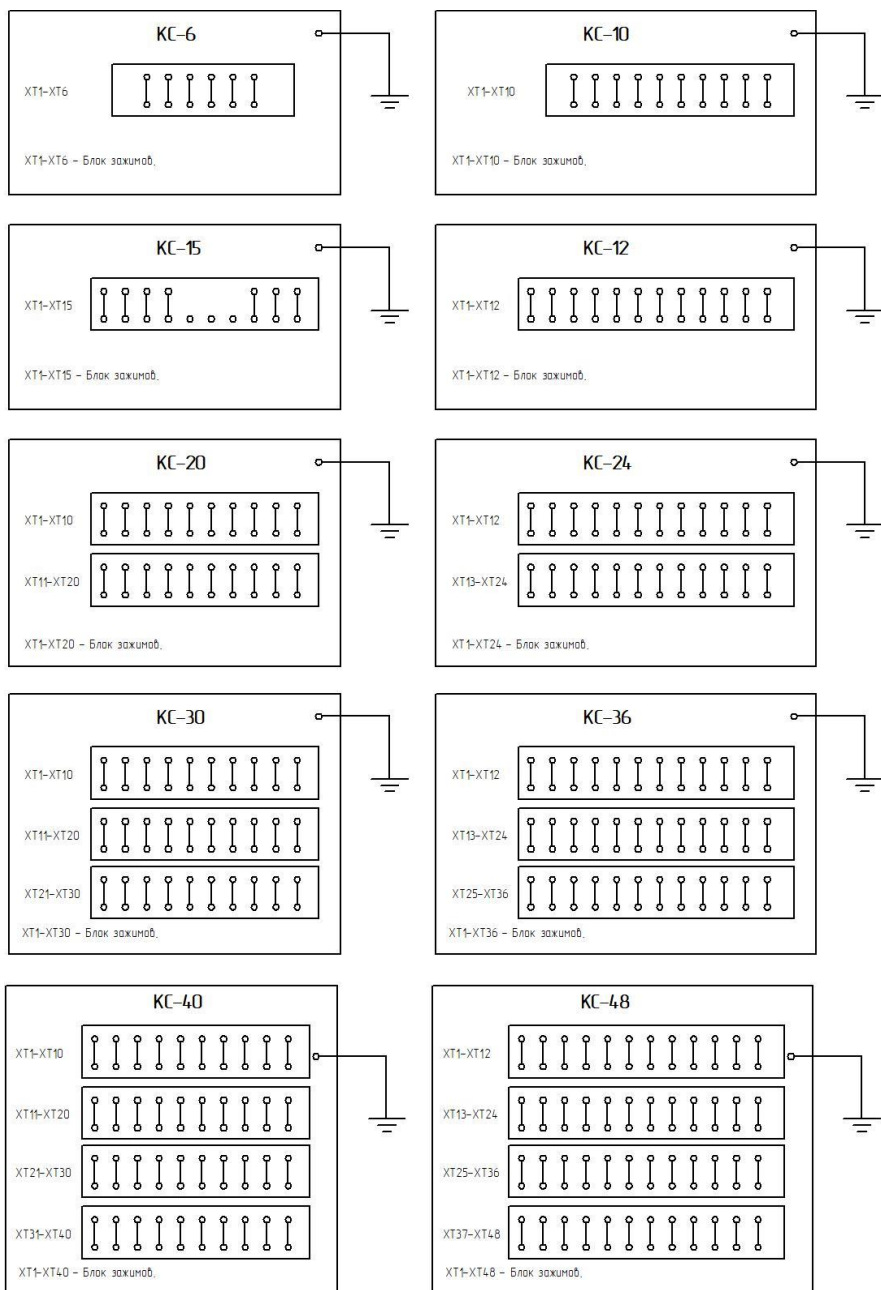 КС-6
XT1-XT6
XT1-XT6 - Блок зажимов.
КС-10
XT1-XT10
XT1-XT10 - Блок зажимов.
КС-15
XT1-XT15
XT1-XT15 - Блок зажимов.
КС-12
XT1-XT12
XT1-XT12 - Блок зажимов.
КС-20
XT1-XT10
XT11-XT20
XT1-XT20 - Блок зажимов.
КС-24
XT1-XT12
XT13-XT24
XT1-XT24 - Блок зажимов.
КС-30
XT1-XT10
XT11-XT20
XT21-XT30
XT1-XT30 - Блок зажимов.
КС-36
XT1-XT12
XT13-XT24
XT25-XT36
XT1-XT36 - Блок зажимов.
КС-40
XT1-XT10
XT11-XT20
XT21-XT30
XT31-XT40
XT1-XT40 - Блок зажимов.
КС-48
XT1-XT12
XT13-XT24
XT25-XT36
XT37-XT48
XT1-XT48 - Блок зажимов.